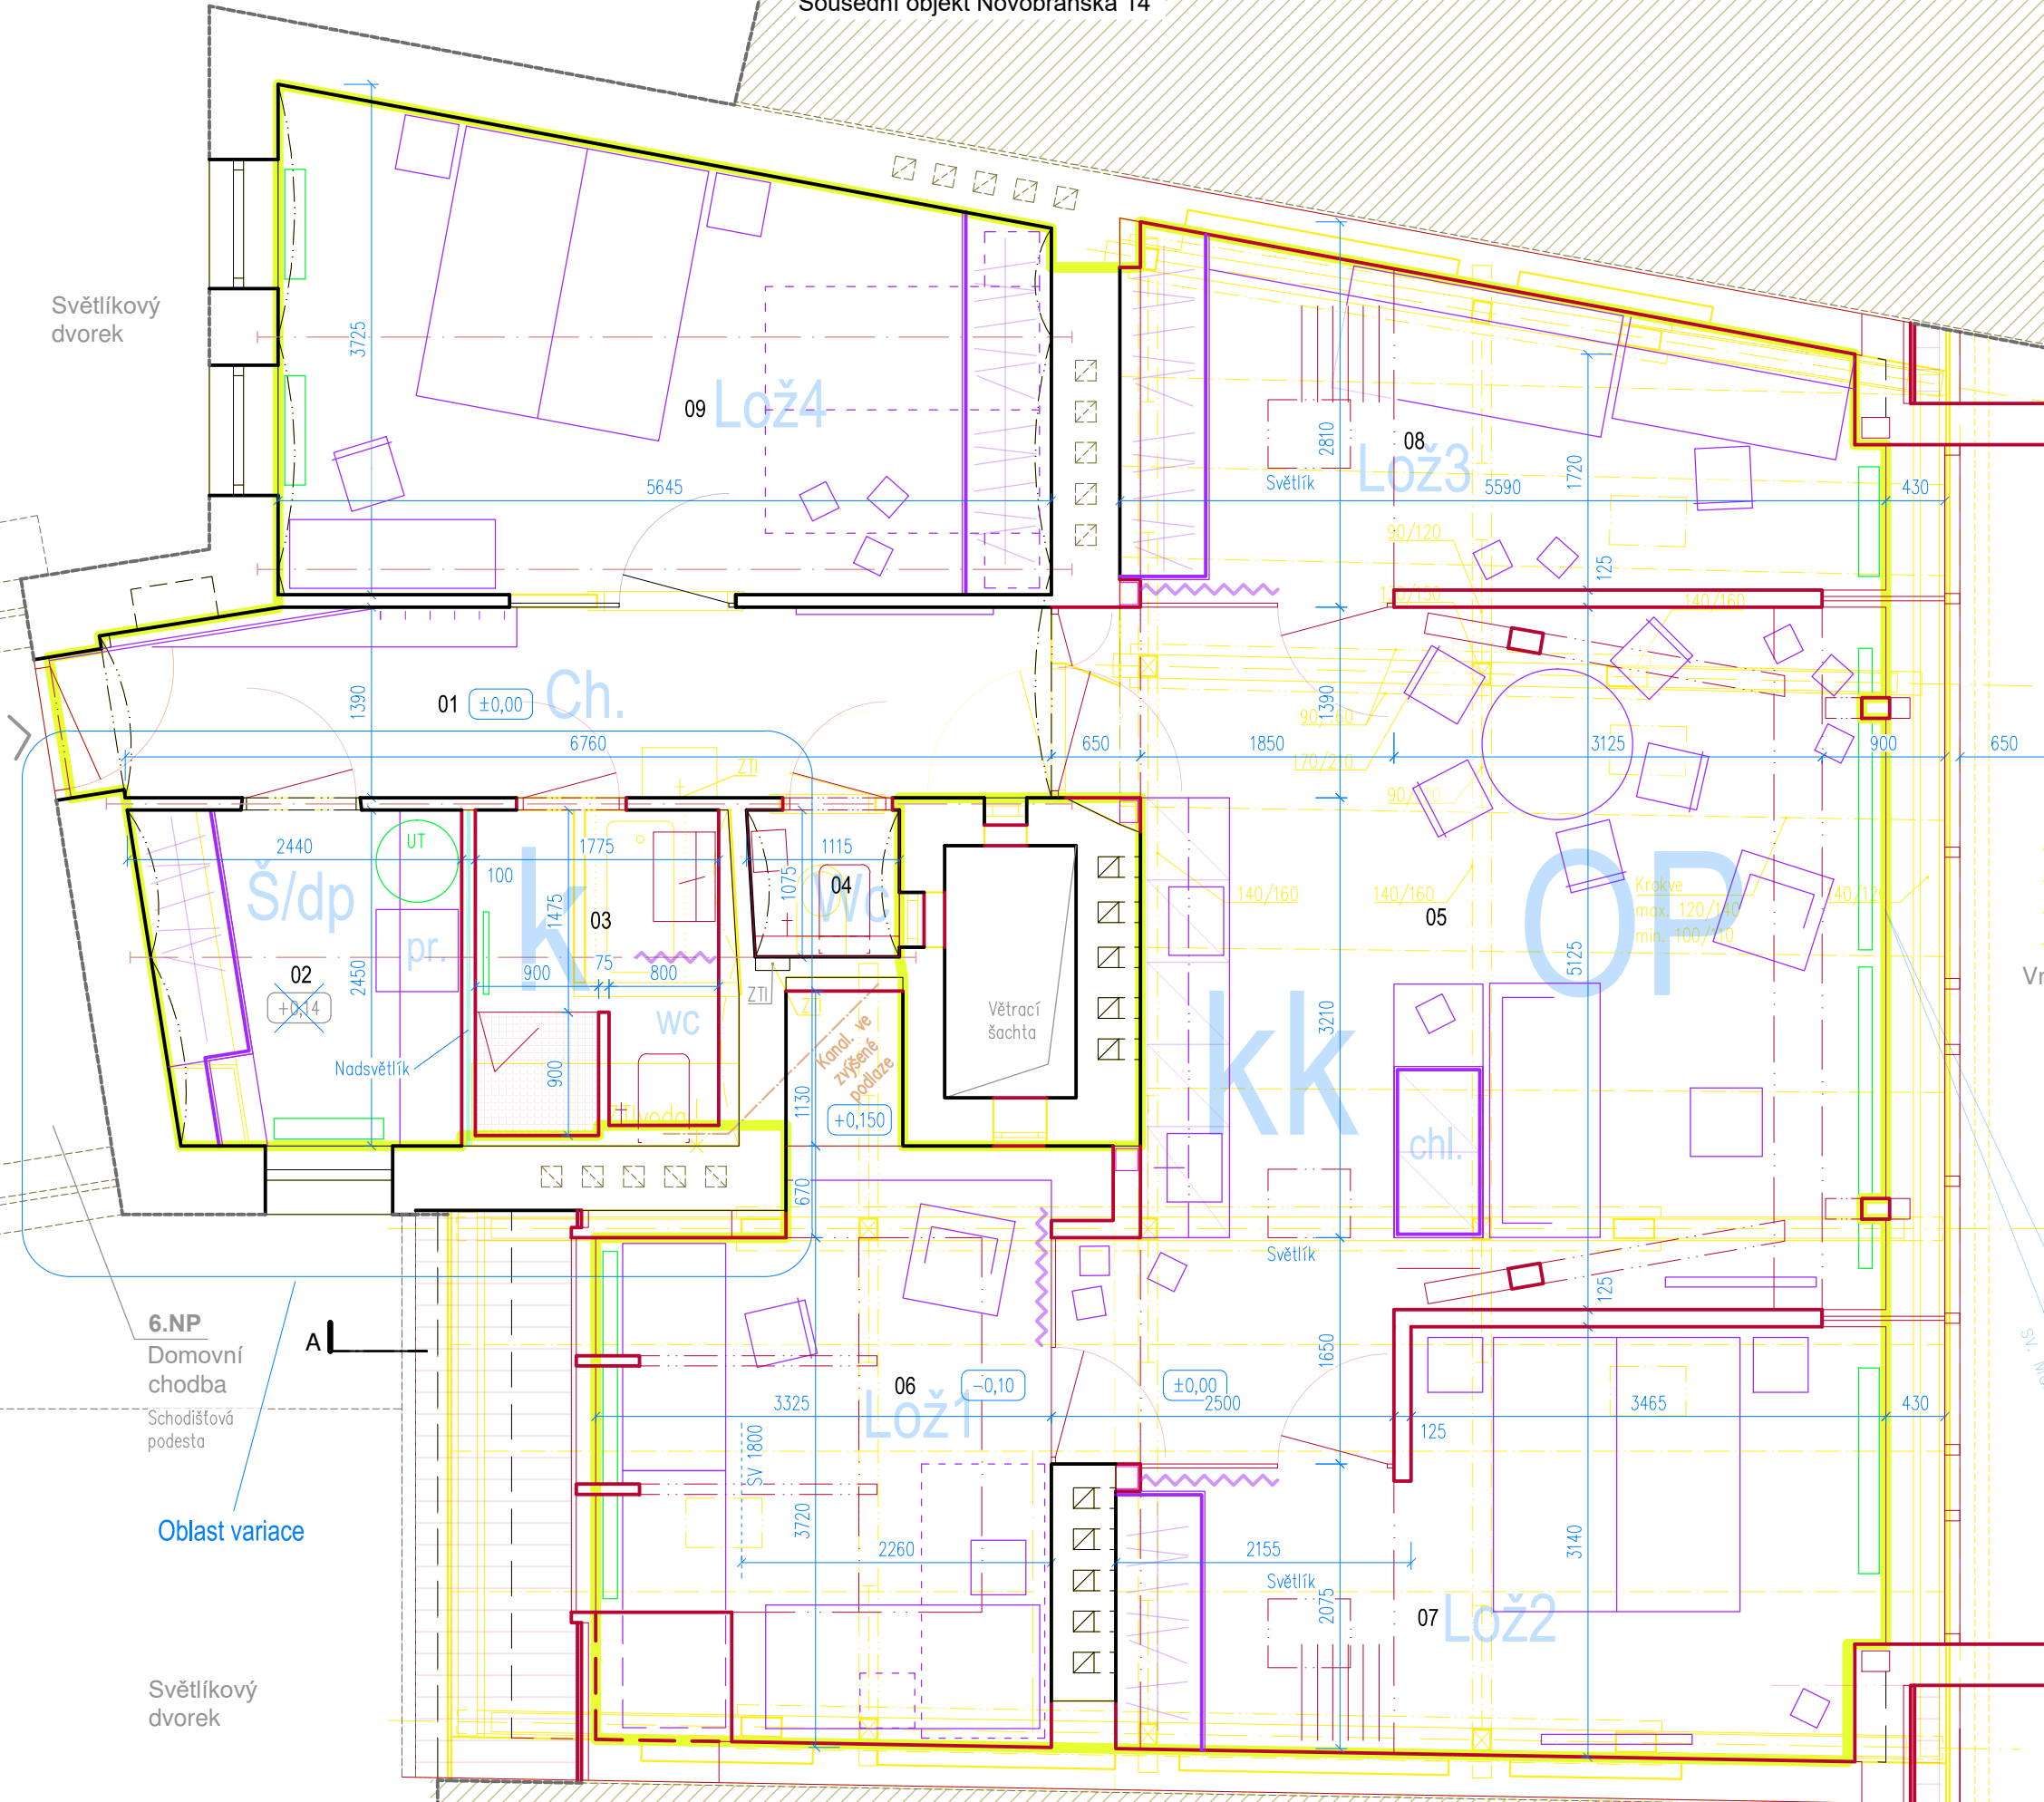 Sousední objekt Novobranská 14
Světlíkový
dvorek
3725
09
Lož4
5645
08
Lož3
2810
Světlík
5590
1720
430
125
90/120
140/160
1390
01
±0,00
Ch.
6760
650
1850
1390
90/160
170/210
3125
900
650
ZTI
2440
UT
100
1775
1115
1075
04
Wc
Š/dp
k
03
1475
pr.
02
+0,14
2450
900
75
800
ZTI
ZTI
wc
Nadsvětlík
900
Kanál. ve
zvýšené
podlaze
1130
+0,150
Větrací
šachta
140/160
140/160
05
OP
Krokve
max. 120/140
min. 100/110
5125
3210
kk
chl.
670
Světlík
125
6.NP
Domovní
chodba
Schodišťová
podesta
A
Oblast variace
3325
06
Lož1
-0,10
±0,00
2500
1650
125
3465
430
SV 1800
3720
2260
2155
Světlík
2075
07
Lož2
3140
Světlíkový
dvorek